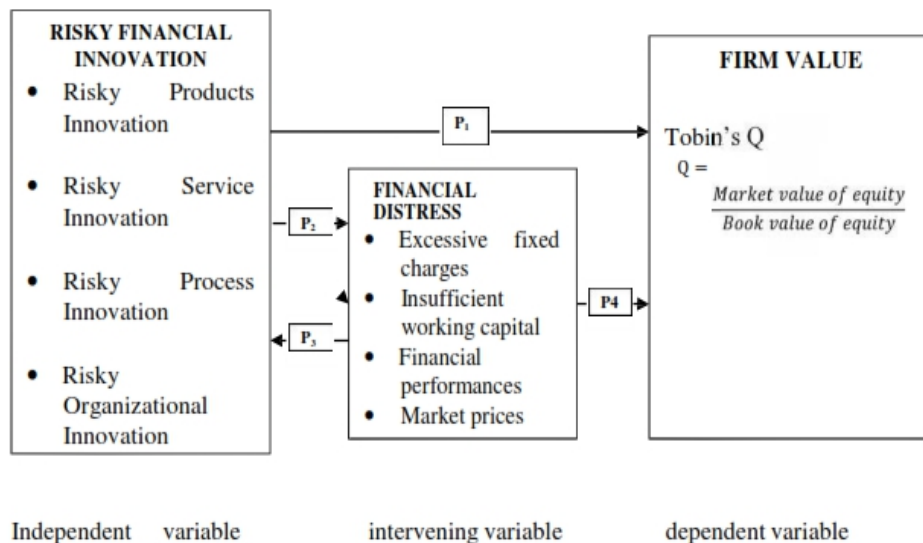 RISKY FINANCIAL
INNOVATION
• Risky Products
Innovation
• Risky Service
Innovation
• Risky Process
Innovation
• Risky
Organizational
Innovation
P₁
P₂
P₃
FINANCIAL
DISTRESS
• Excessive fixed
charges
• Insufficient
working capital
• Financial
performances
• Market prices
P4
FIRM VALUE
Tobin's Q
Q =
Market value of equity
Book value of equity
Independent variable
intervening variable
dependent variable